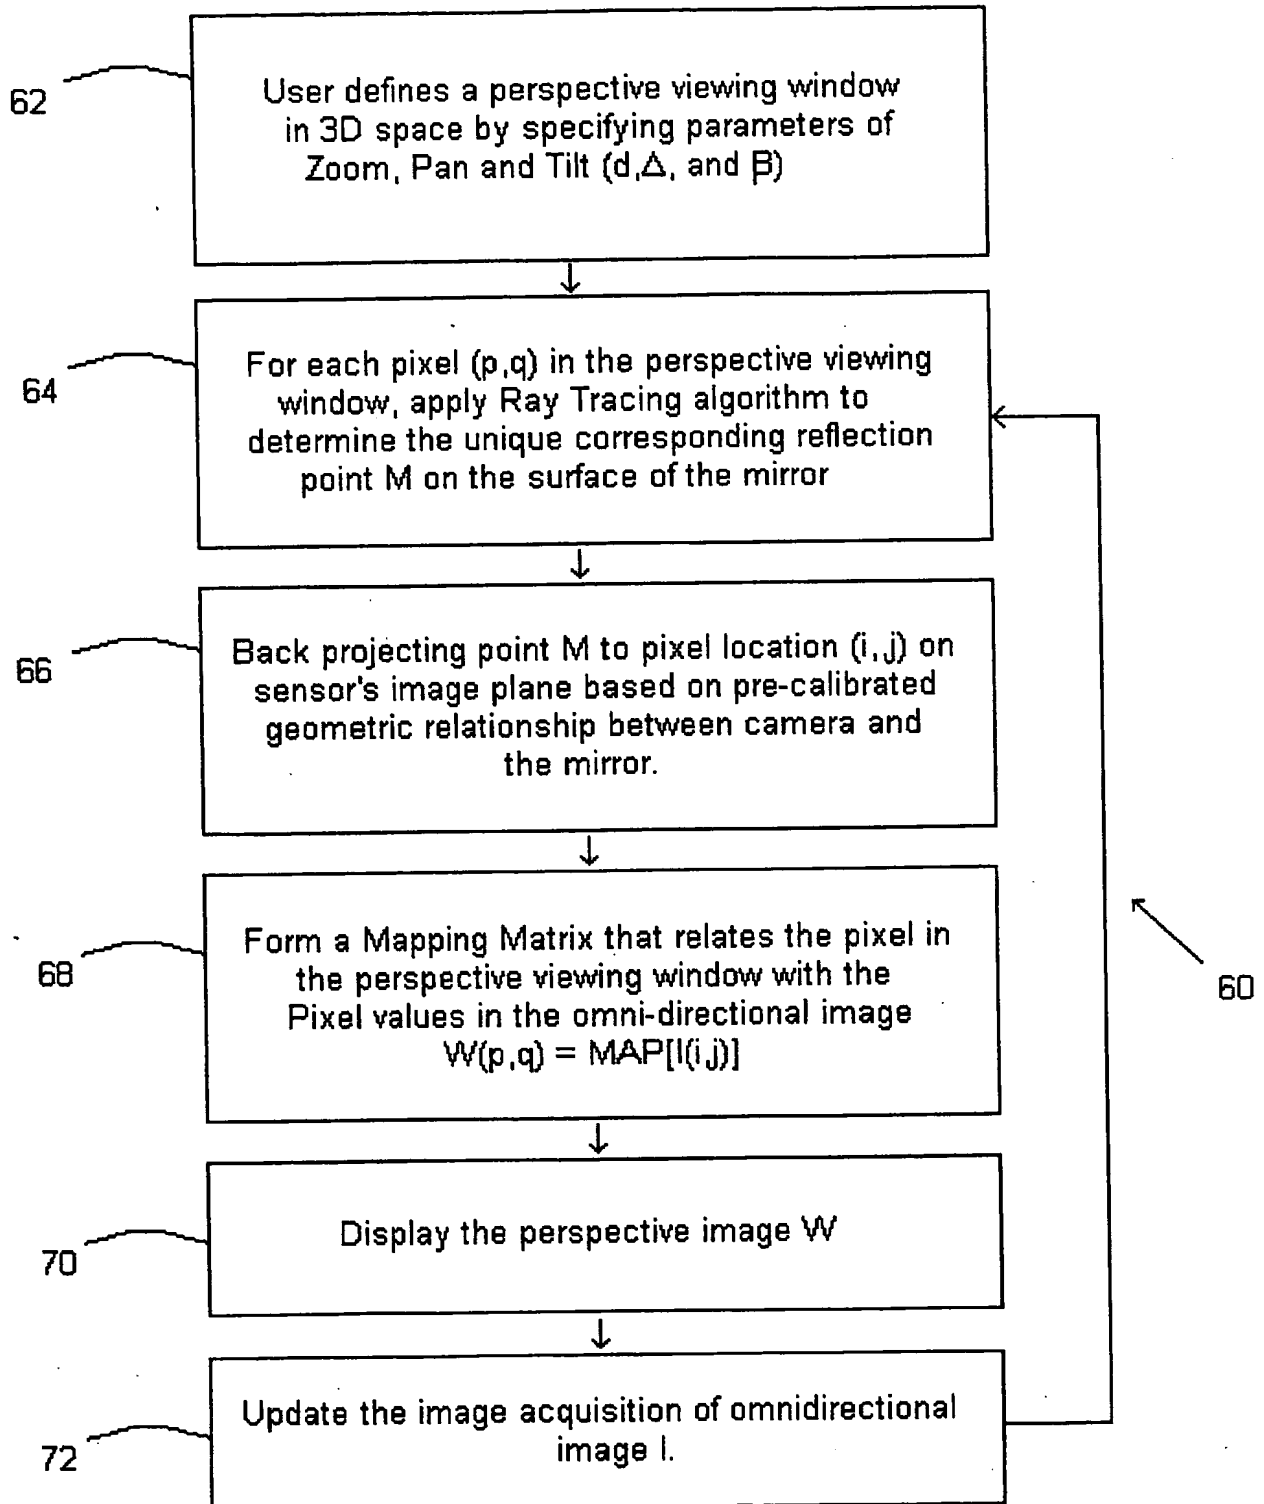 62
User defines a perspective viewing window
in 3D space by specifying parameters of
Zoom, Pan and Tilt (d,Δ, and β)
64
For each pixel (p,q) in the perspective viewing
window, apply Ray Tracing algorithm to
determine the unique corresponding reflection
point M on the surface of the mirror
66
Back projecting point M to pixel location (i,j) on
sensor's image plane based on pre-calibrated
geometric relationship between camera and
the mirror.
68
Form a Mapping Matrix that relates the pixel in
the perspective viewing window with the
Pixel values in the omni-directional image
W(p,q) = MAP[I(i,j)]
60
70
Display the perspective image W
72
Update the image acquisition of omnidirectional
image I.